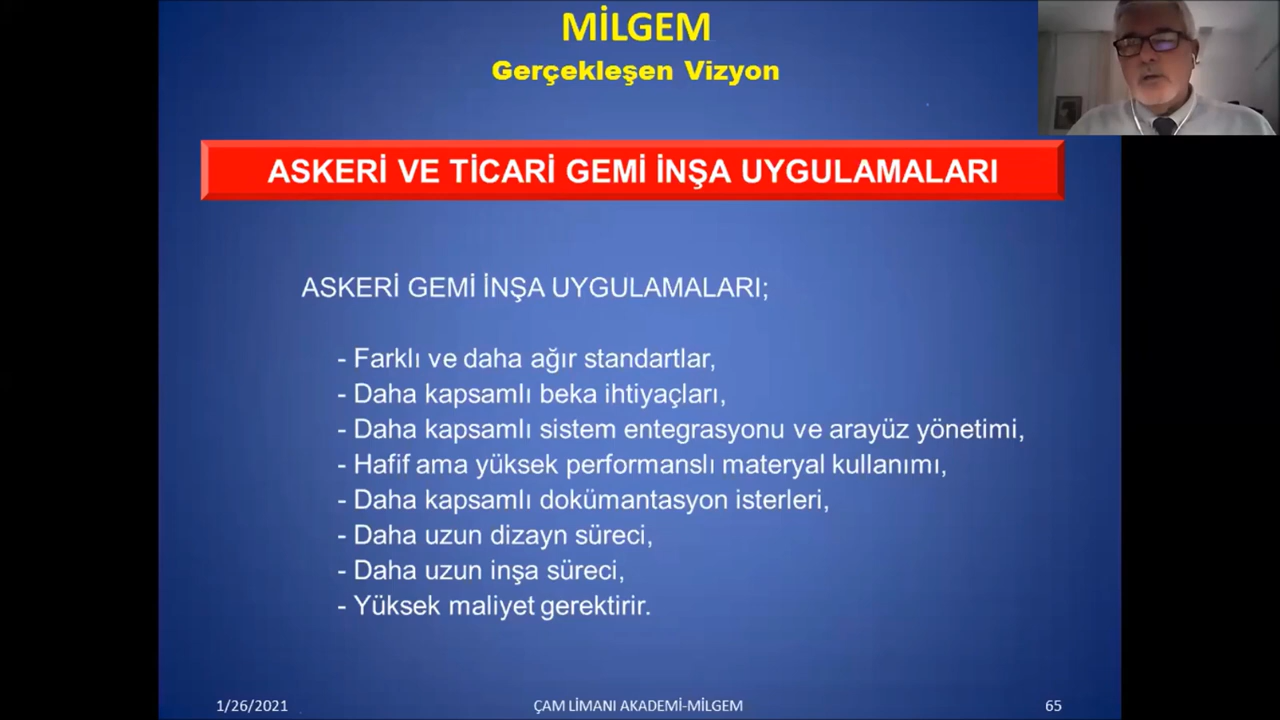 MİLGEM
Gerçekleşen Vizyon
ASKERİ VE TİCARİ GEMİ İNŞA UYGULAMALARI
ASKERİ GEMİ İNŞA UYGULAMALARI;
- Farklı ve daha ağır standartlar,
- Daha kapsamlı beka ihtiyaçları,
- Daha kapsamlı sistem entegrasyonu ve arayüz yönetimi,
- Hafif ama yüksek performanslı materyal kullanımı,
- Daha kapsamlı dokümantasyon isterleri,
- Daha uzun dizayn süreci,
- Daha uzun inşa süreci,
- Yüksek maliyet gerektirir.
1/26/2021 ÇAM LİMANI AKADEMİ-MİLGEM 65